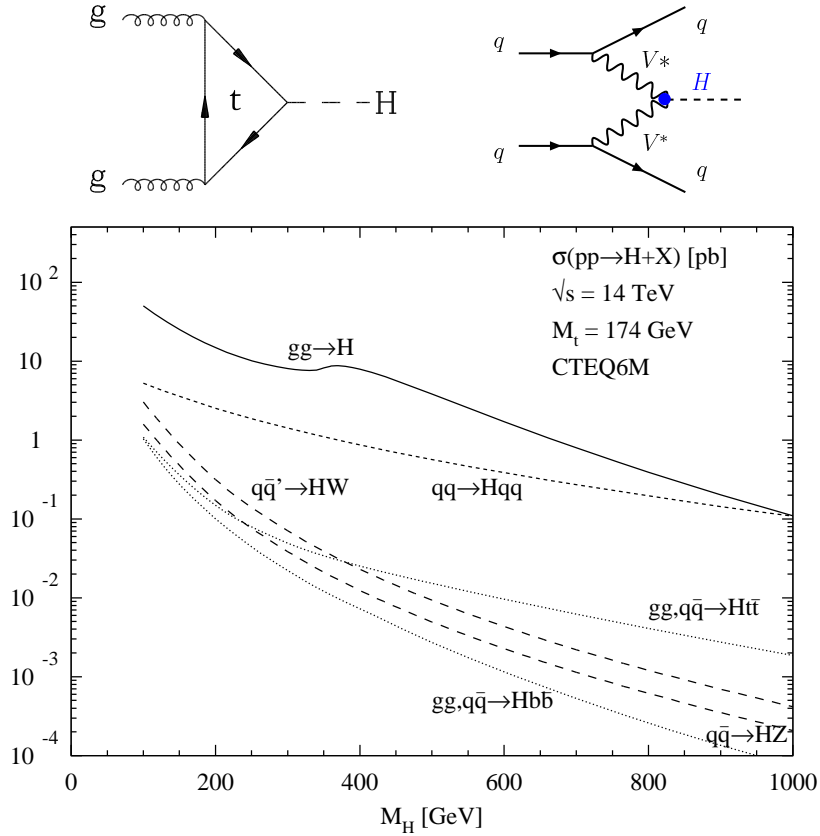 g
t
H
g
q
q
V*
H
V*
q
q
σ(pp→H+X) [pb]
√s = 14 TeV
M_t = 174 GeV
CTEQ6M
gg→H
qq̄'→HW
qq→Hqq
gg,qq̄→Htt̄
gg,qq̄→Hbb̄
qq̄→HZ
10^2
10
1
10^-1
10^-2
10^-3
10^-4
0 200 400 600 800 1000
M_H [GeV]